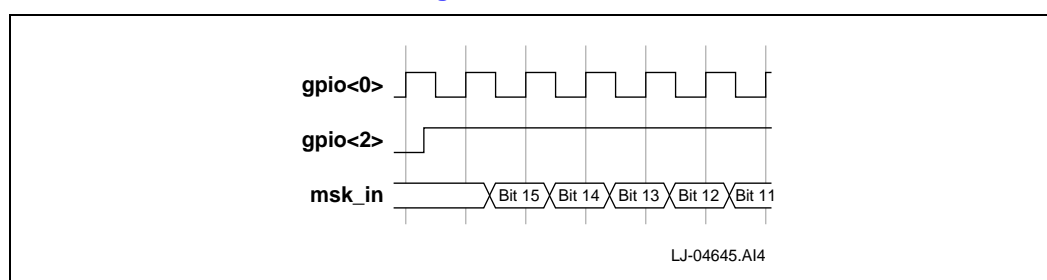 gpio<0>
gpio<2>
msk_in
Bit 15 Bit 14 Bit 13 Bit 12 Bit 11
LJ-04645.AI4